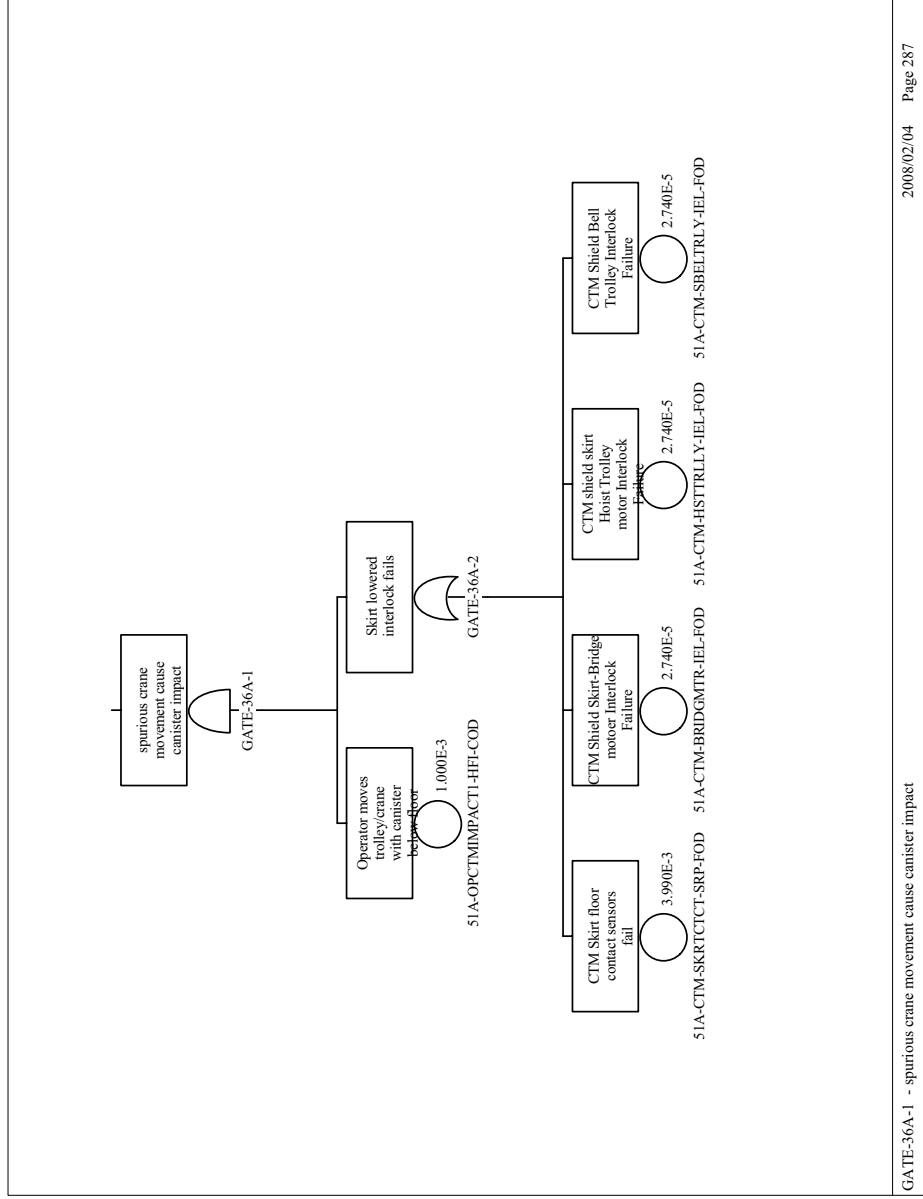 spurious crane
movement cause
canister impact
GATE-36A-1
Operator moves
trolley/crane
with canister
below floor
1.000E-3
51A-OPCTMIMPACT1-HFI-COD
Skirt lowered
interlock fails
GATE-36A-2
CTM Skirt floor
contact sensors
fail
3.990E-3
51A-CTM-SKRTCTCT-SRP-FOD
CTM Shield Skirt-Bridge
motoer Interlock
Failure
2.740E-5
51A-CTM-BRIDGMTR-IEL-FOD
CTM shield skirt
Hoist Trolley
motor Interlock
Failure
2.740E-5
51A-CTM-HSTTRLLY-IEL-FOD
CTM Shield Bell
Trolley Interlock
Failure
2.740E-5
51A-CTM-SBELTRLY-IEL-FOD
GATE-36A-1 - spurious crane movement cause canister impact
2008/02/04 Page 287